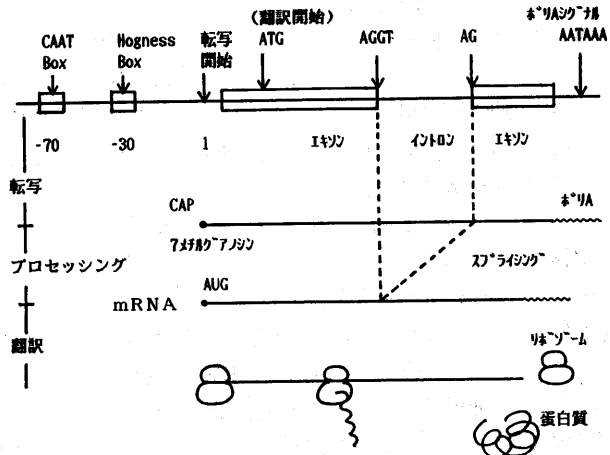 (翻訳開始)
ポリAシグナル
CAAT
Box
Hogness
Box
転写
開始
ATG
AGGT
AG
AATAAA
-70
-30
1
エキソン
イントロン
エキソン
転写
CAP
ポリA
7メチルグアノシン
プロセッシング
スプライシング
AUG
mRNA
翻訳
リボゾーム
蛋白質